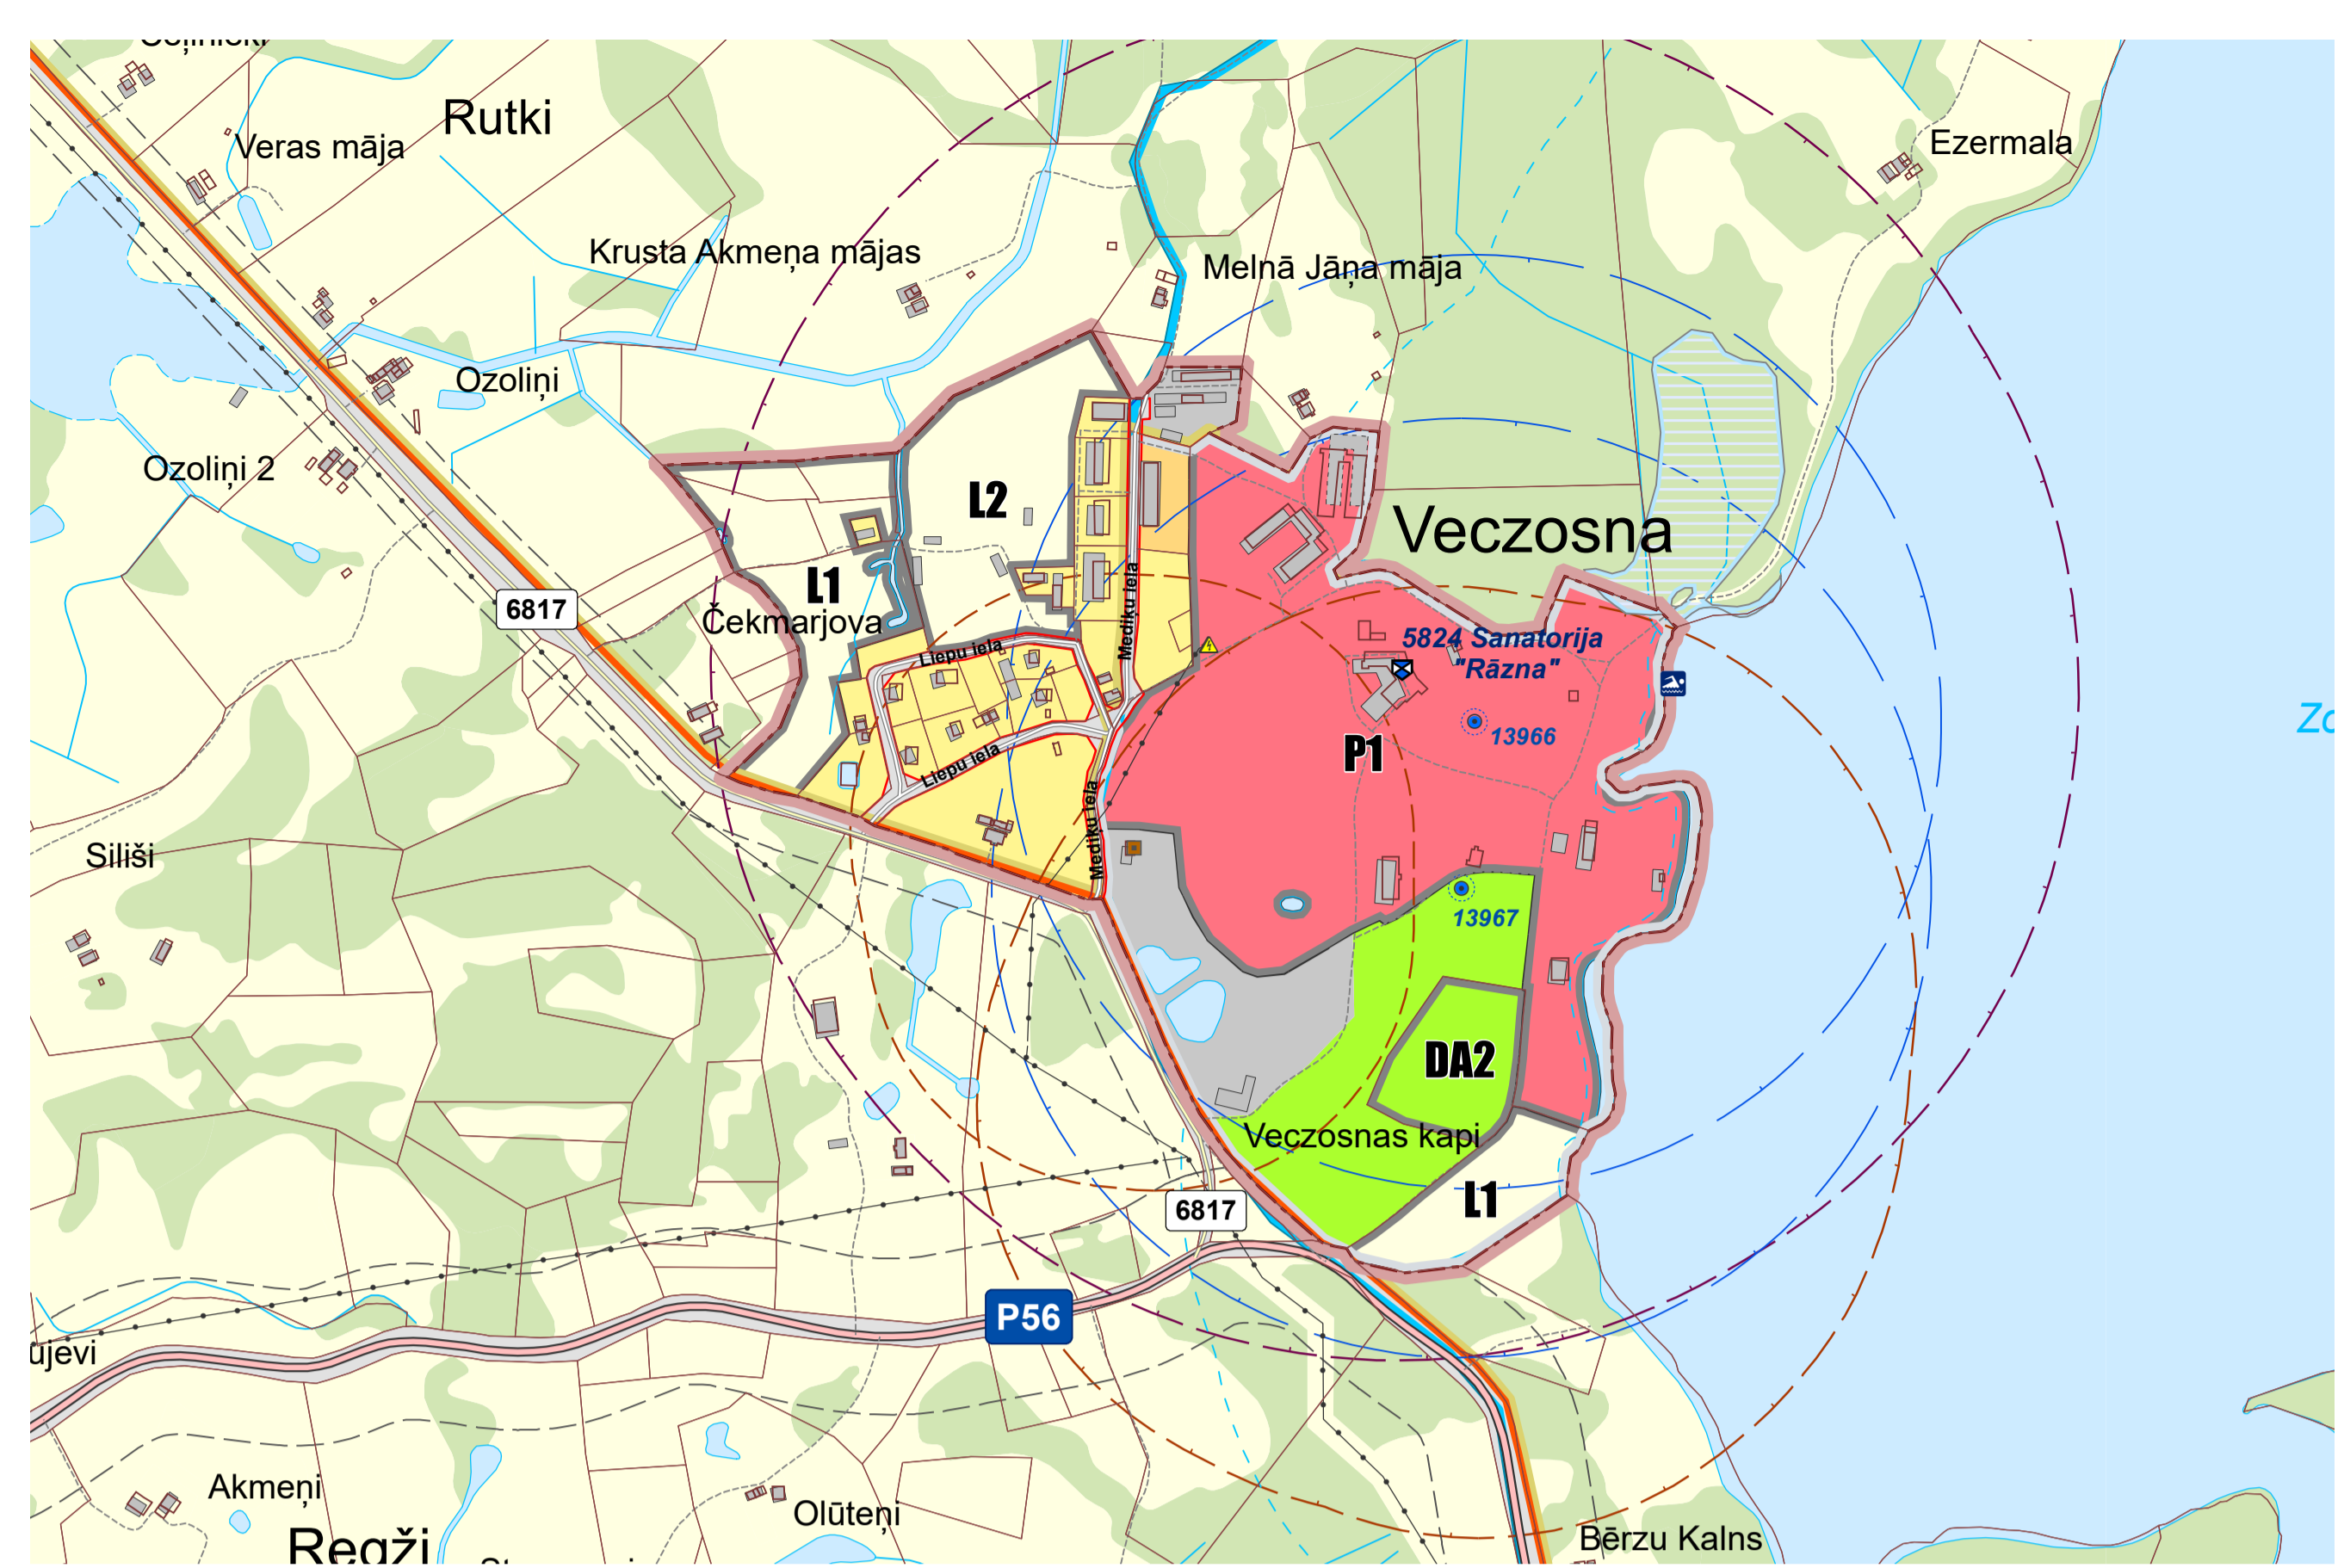 Rutki
Veras māja
Ezermala
Krusta Akmeņa mājas
Melnā Jāņa māja
Ozoliņi
Ozoliņi 2
L2
Veczosna
L1
6817
Čekmarjova
Mediķu iela
Liepu iela
5824 Sanatorija
"Rāzna"
13966
P1
Liepu iela
Mediķu iela
Siliši
13967
DA2
Veczosnas kapi
L1
6817
P56
Akmeņi
Olūteņi
Regži
Bērzu Kalns